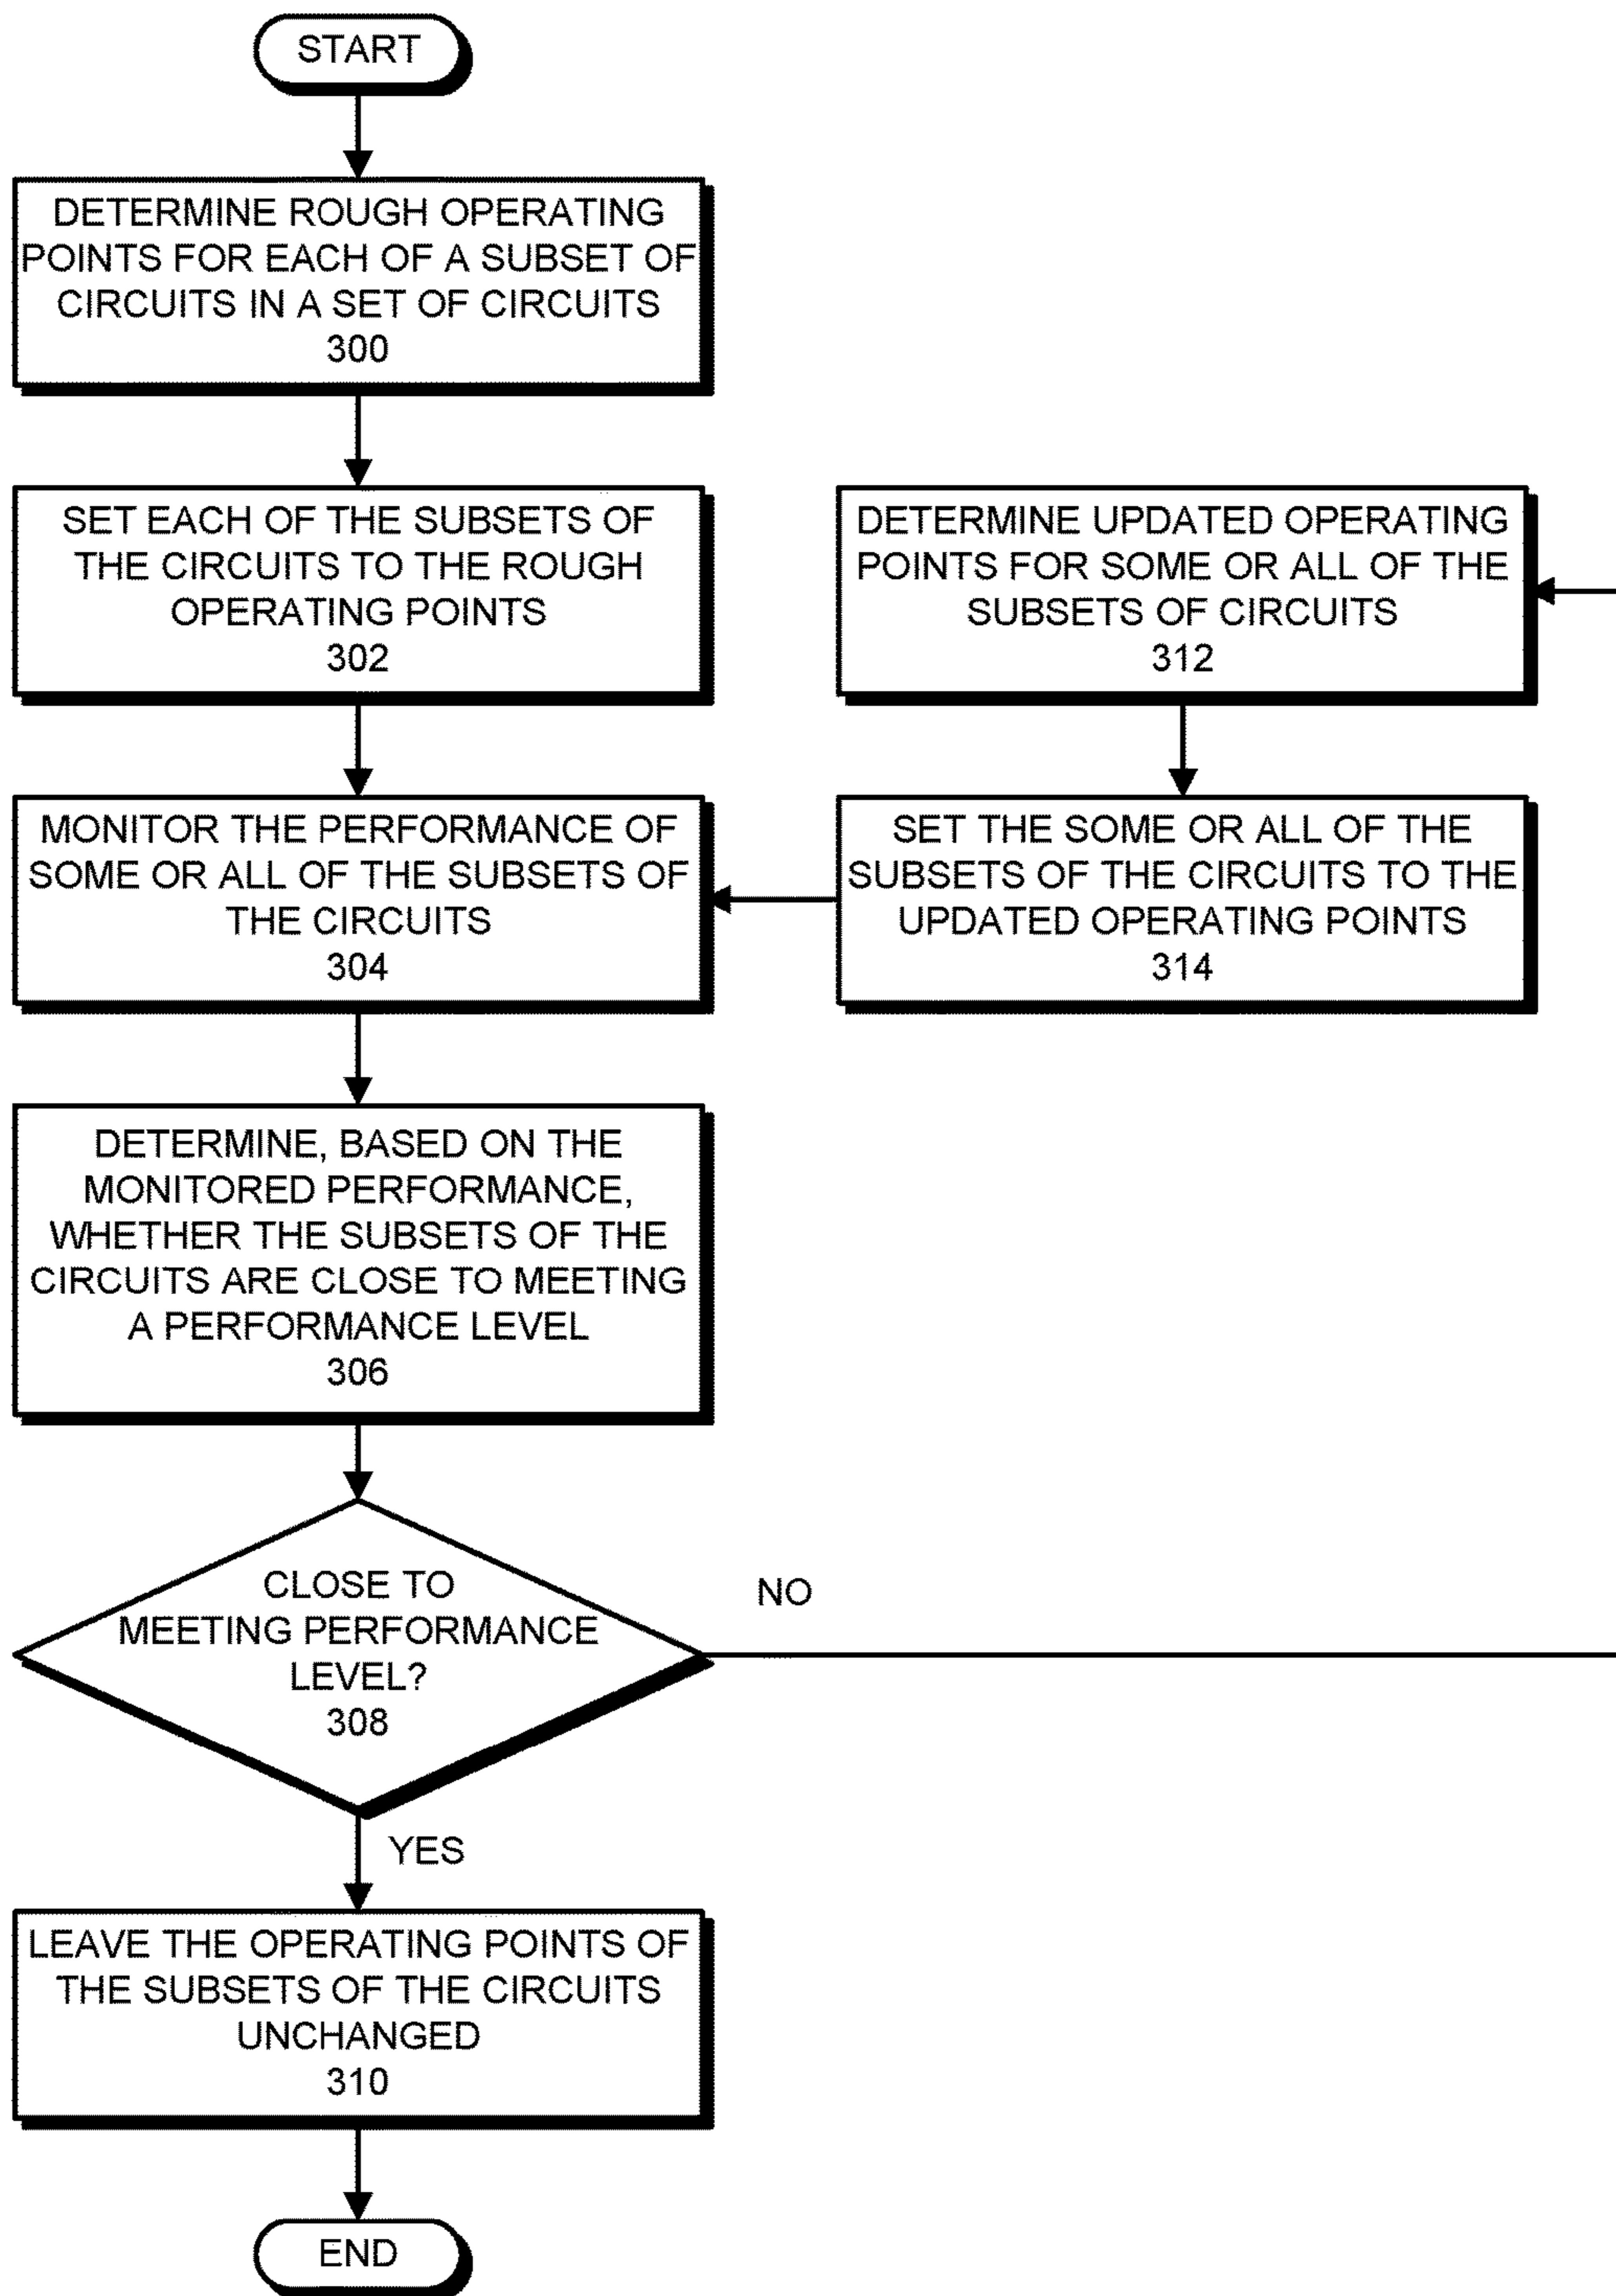 START
DETERMINE ROUGH OPERATING
POINTS FOR EACH OF A SUBSET OF
CIRCUITS IN A SET OF CIRCUITS
300
SET EACH OF THE SUBSETS OF
THE CIRCUITS TO THE ROUGH
OPERATING POINTS
302
MONITOR THE PERFORMANCE OF
SOME OR ALL OF THE SUBSETS OF
THE CIRCUITS
304
DETERMINE, BASED ON THE
MONITORED PERFORMANCE,
WHETHER THE SUBSETS OF THE
CIRCUITS ARE CLOSE TO MEETING
A PERFORMANCE LEVEL
306
CLOSE TO
MEETING PERFORMANCE
LEVEL?
308
NO
YES
LEAVE THE OPERATING POINTS OF
THE SUBSETS OF THE CIRCUITS
UNCHANGED
310
END
DETERMINE UPDATED OPERATING
POINTS FOR SOME OR ALL OF THE
SUBSETS OF CIRCUITS
312
SET THE SOME OR ALL OF THE
SUBSETS OF THE CIRCUITS TO THE
UPDATED OPERATING POINTS
314